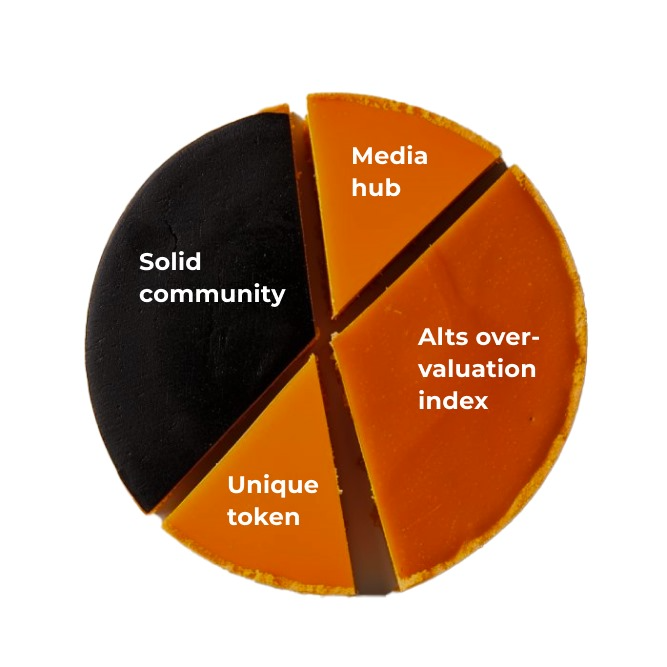 Media
hub
Solid
community
Alts over-
valuation
index
Unique
token